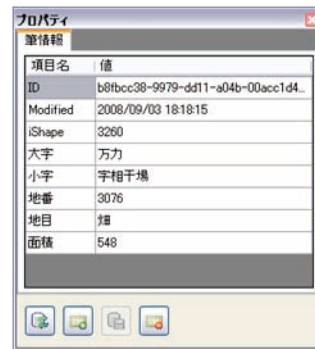 プロパティ
筆情報
項目名 値
ID b8fbcc38-9979-dd11-a04b-00acc1d4...
Modified 2008/09/03 18:18:15
iShape 3260
大字 万力
小字 字相干場
地番 3076
地目 畑
面積 548